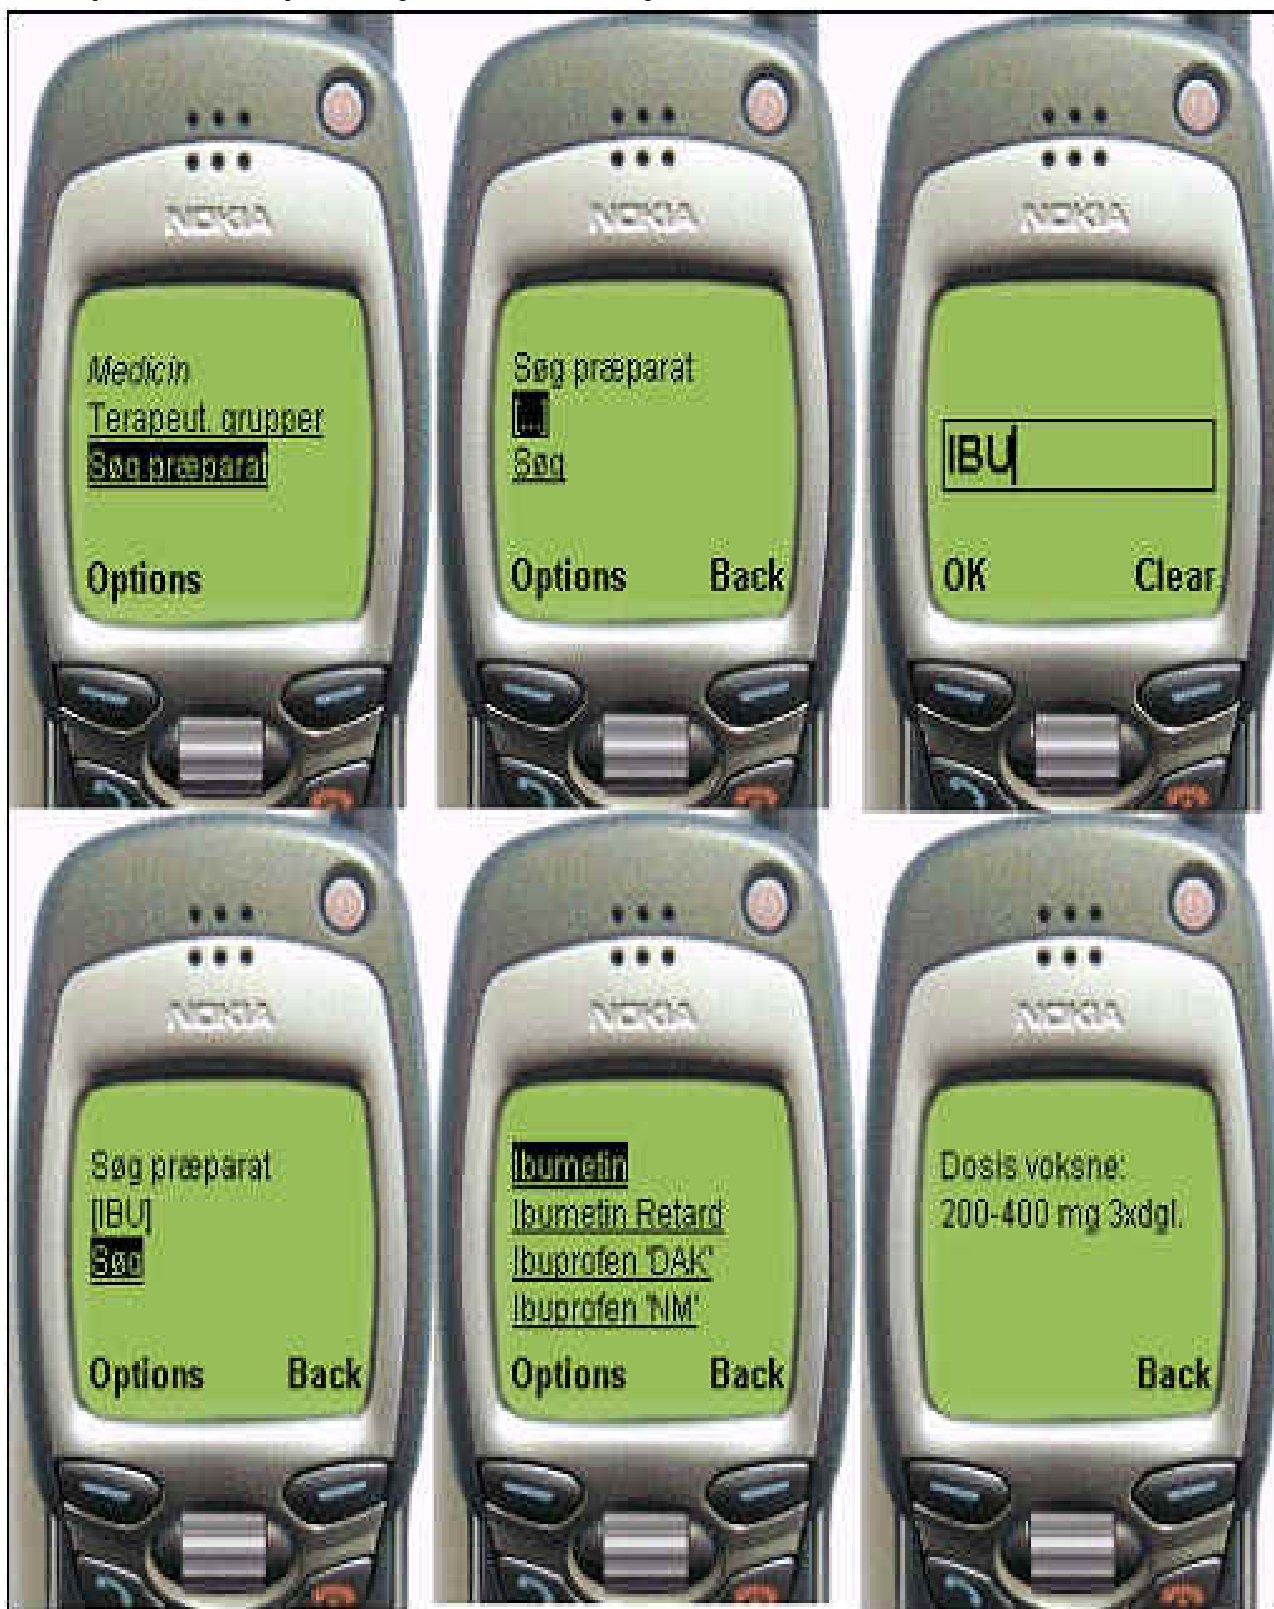 NOKIA
Medicin
Terapeut. grupper
Søg præparat
Options
NOKIA
Søg præparat
[...]
Søg
Options Back
NOKIA
IBU
OK Clear
NOKIA
Søg præparat
[IBU]
Søg
Options Back
NOKIA
Ibumetin
Ibumetin Retard
Ibuprofen "DAK"
Ibuprofen "NM"
Options Back
NOKIA
Dosis voksne:
200-400 mg 3xdgl.
Back